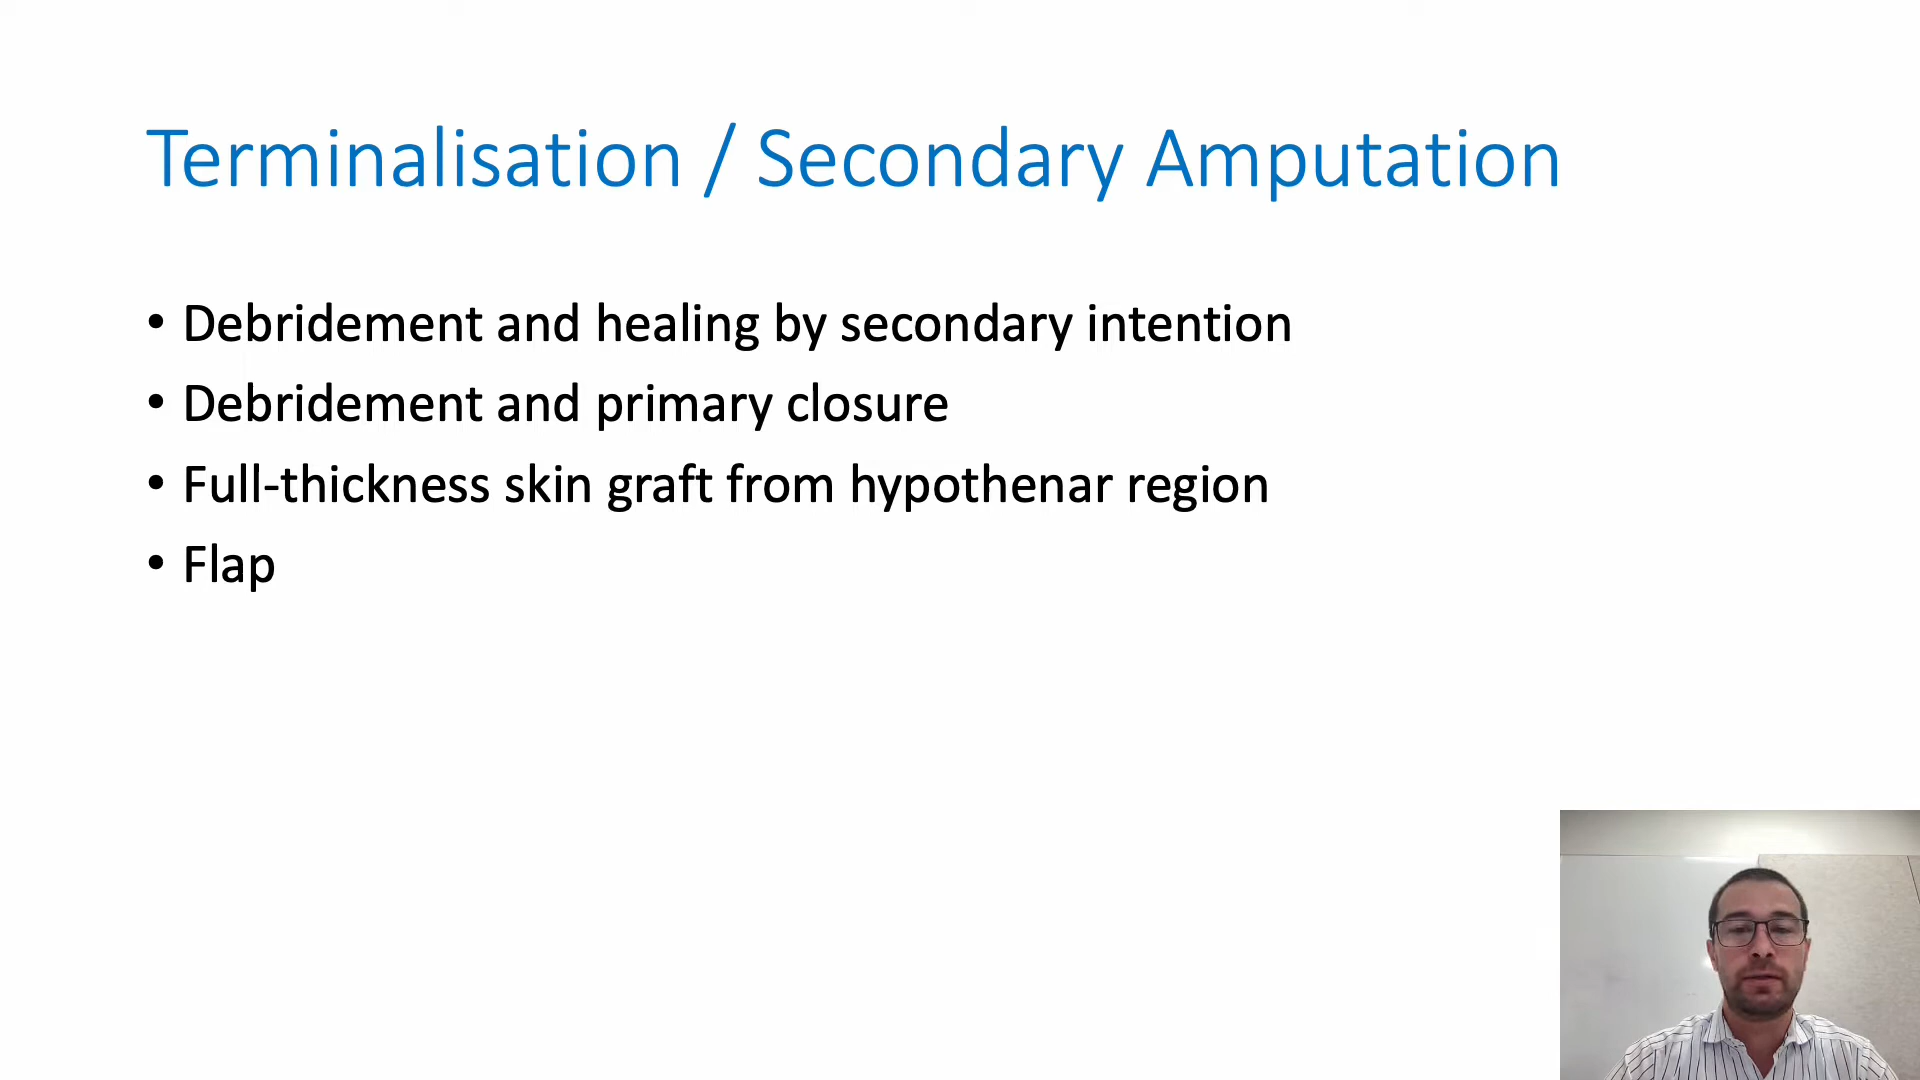 Terminalisation / Secondary Amputation
• Debridement and healing by secondary intention
• Debridement and primary closure
• Full-thickness skin graft from hypothenar region
• Flap